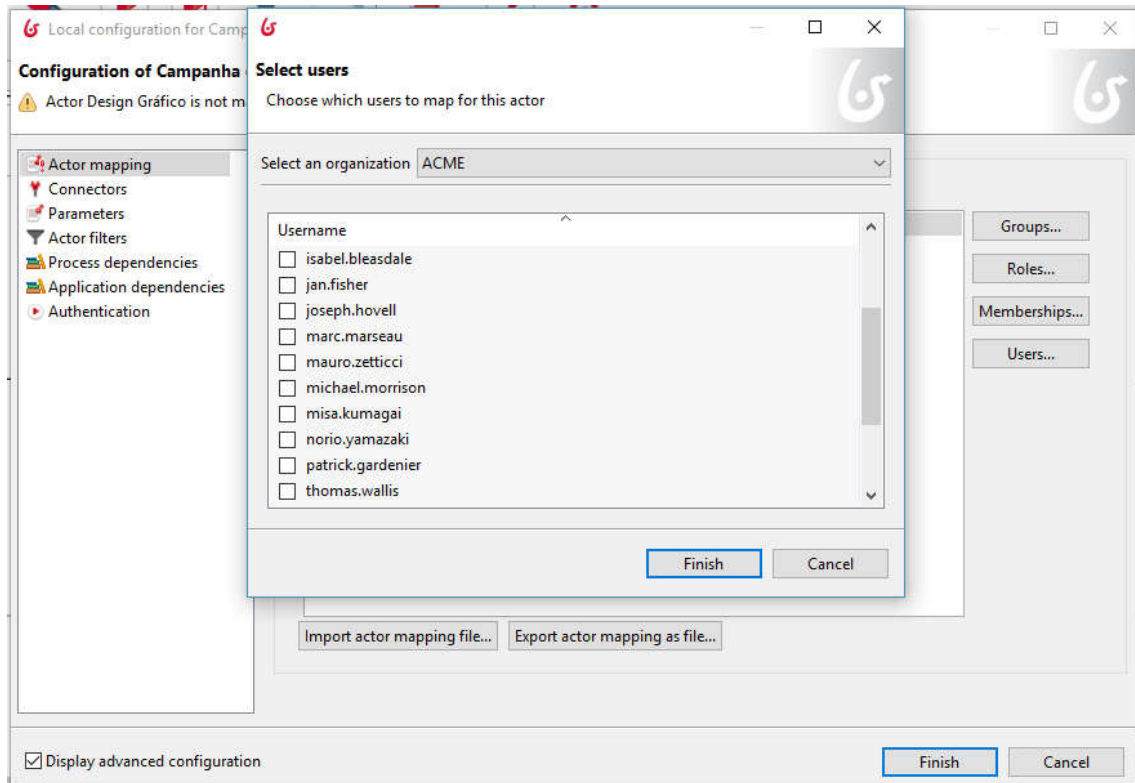 Local configuration for Camp
Configuration of Campanha
Actor Design Gráfico is not m
Select users
Choose which users to map for this actor
Select an organization ACME
Actor mapping
Connectors
Parameters
Actor filters
Process dependencies
Application dependencies
Authentication
Username
isabel.bleasdale
jan.fisher
joseph.hovell
marc.marseau
mauro.zetticci
michael.morrison
misa.kumagai
norio.yamazaki
patrick.gardenier
thomas.wallis
Groups...
Roles...
Memberships...
Users...
Finish Cancel
Import actor mapping file... Export actor mapping as file...
Display advanced configuration
Finish Cancel